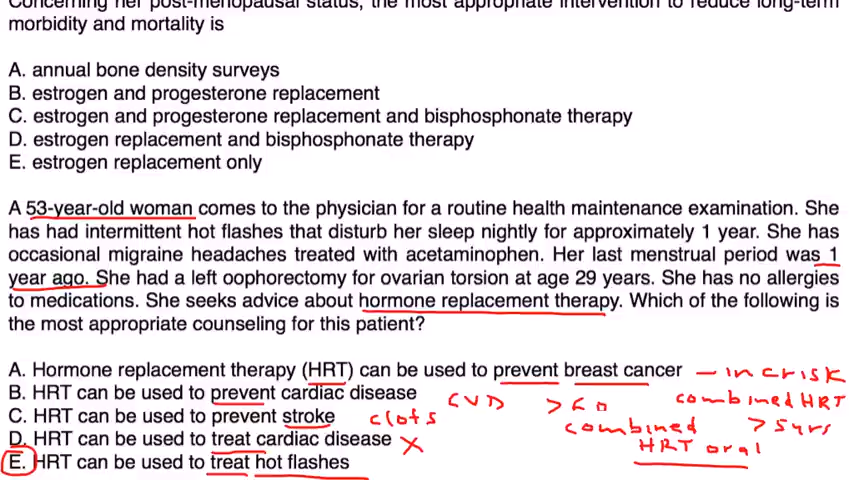 Concerning her post-menopausal status, the most appropriate intervention to reduce long-term
morbidity and mortality is
A. annual bone density surveys
B. estrogen and progesterone replacement
C. estrogen and progesterone replacement and bisphosphonate therapy
D. estrogen replacement and bisphosphonate therapy
E. estrogen replacement only
A 53-year-old woman comes to the physician for a routine health maintenance examination. She
has had intermittent hot flashes that disturb her sleep nightly for approximately 1 year. She has
occasional migraine headaches treated with acetaminophen. Her last menstrual period was 1
year ago. She had a left oophorectomy for ovarian torsion at age 29 years. She has no allergies
to medications. She seeks advice about hormone replacement therapy. Which of the following is
the most appropriate counseling for this patient?
A. Hormone replacement therapy (HRT) can be used to prevent breast cancer – inc risk
B. HRT can be used to prevent cardiac disease CVD >60 combined HRT
C. HRT can be used to prevent stroke clots combined >5yrs
D. HRT can be used to treat cardiac disease X HRT oral
E. HRT can be used to treat hot flashes